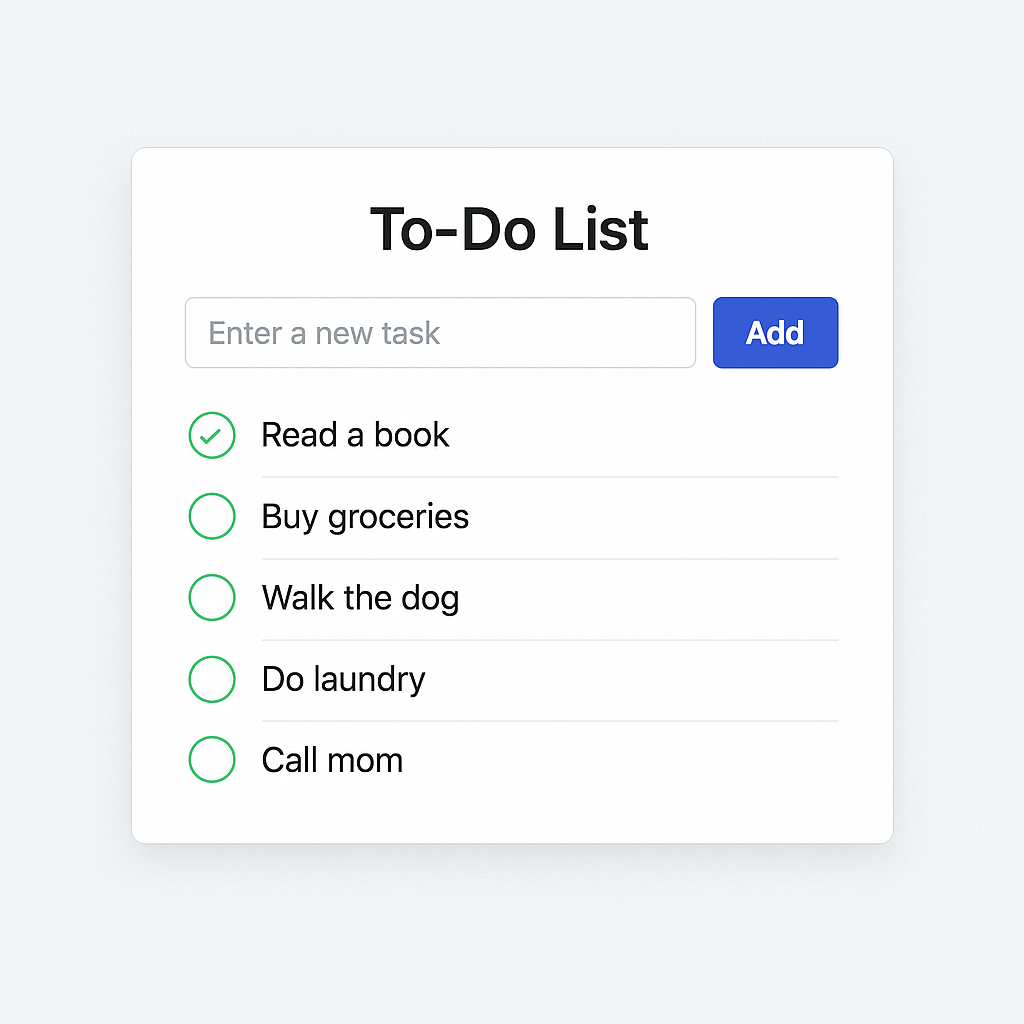 To-Do List
Enter a new task
Add
Read a book
Buy groceries
Walk the dog
Do laundry
Call mom